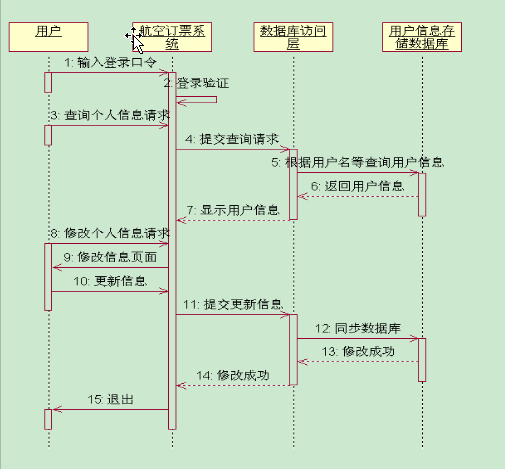 用户
航空订票系
统
数据库访问
层
用户信息存
储数据库
1: 输入登录口令
2: 登录验证
3: 查询个人信息请求
4: 提交查询请求
5: 根据用户名等查询用户信息
6: 返回用户信息
7: 显示用户信息
8: 修改个人信息请求
9: 修改信息页面
10: 更新信息
11: 提交更新信息
12: 同步数据库
13: 修改成功
14: 修改成功
15: 退出